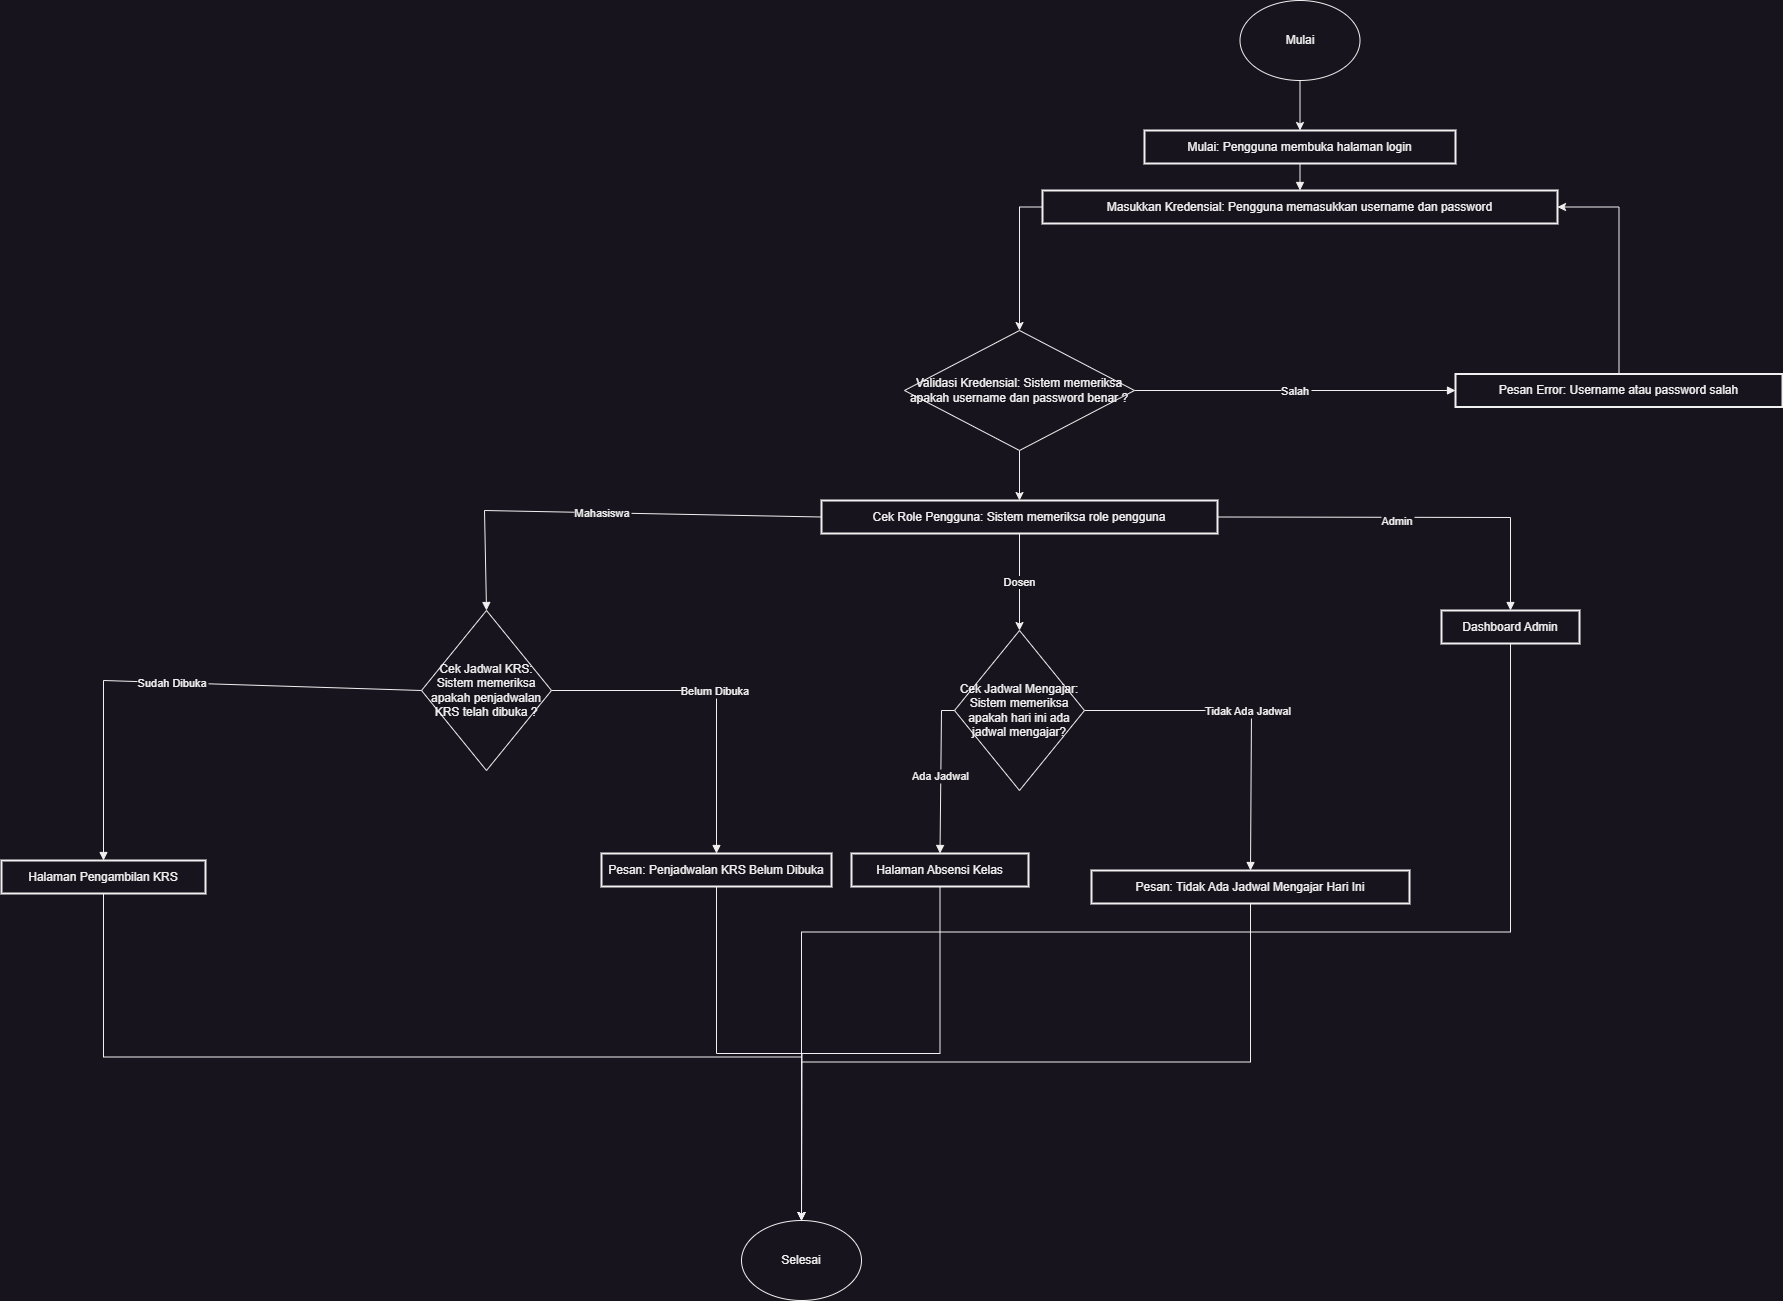 Mulai
Mulai: Pengguna membuka halaman login
Masukkan Kredensial: Pengguna memasukkan username dan password
Validasi Kredensial: Sistem memeriksa
apakah username dan password benar ?
Salah
Pesan Error: Username atau password salah
Mahasiswa
Cek Role Pengguna: Sistem memeriksa role pengguna
Admin
Dosen
Dashboard Admin
Cek Jadwal KRS:
Sistem memeriksa
apakah penjadwalan
KRS telah dibuka ?
Sudah Dibuka
Belum Dibuka
Cek Jadwal Mengajar:
Sistem memeriksa
apakah hari ini ada
jadwal mengajar?
Tidak Ada Jadwal
Ada Jadwal
Halaman Pengambilan KRS
Pesan: Penjadwalan KRS Belum Dibuka
Halaman Absensi Kelas
Pesan: Tidak Ada Jadwal Mengajar Hari Ini
Selesai